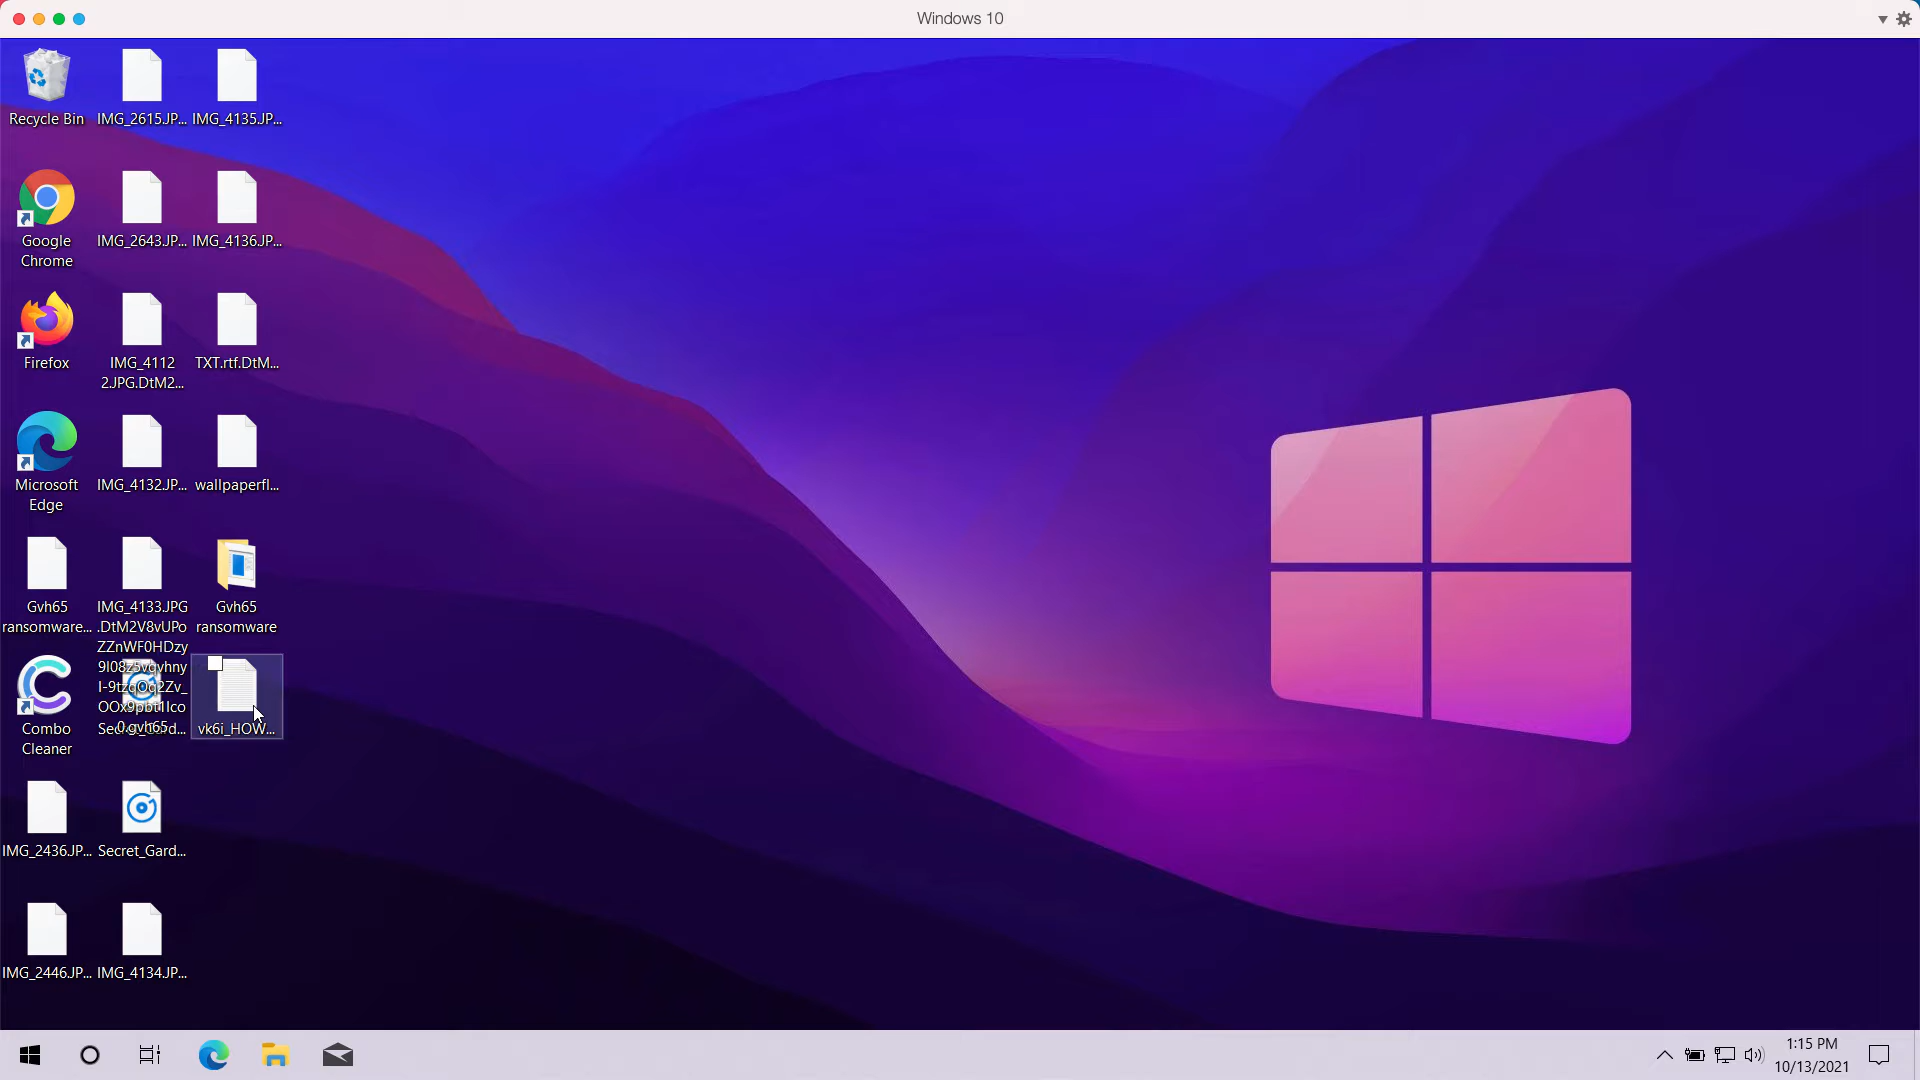 Windows 10
Recycle Bin
IMG_2615.JP...
IMG_4135.JP...
Google
Chrome
IMG_2643.JP...
IMG_4136.JP...
Firefox
IMG_4112
2.JPG.DtM2...
TXT.rtf.DtM...
Microsoft
Edge
IMG_4132.JP...
wallpaperfl...
Gvh65
ransomware...
IMG_4133.JPG
.DtM2V8vUPo
ZZnWF0HDzy
Gvh65
ransomware
Combo
Cleaner
vk6i_HOW...
IMG_2436.JP...
Secret_Gard...
IMG_2446.JP...
IMG_4134.JP...
1:15 PM
10/13/2021